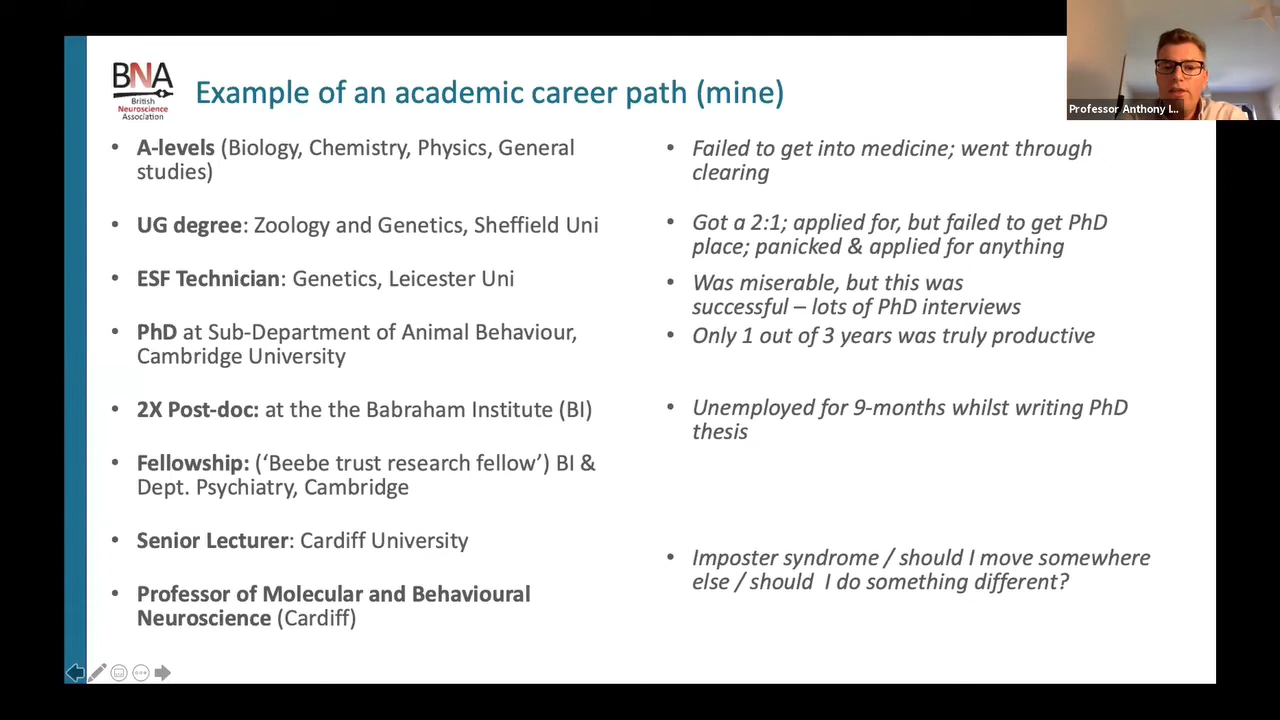 BNA
British
Neuroscience
Association
Example of an academic career path (mine)
Professor Anthony I...
• A-levels (Biology, Chemistry, Physics, General
studies)
• UG degree: Zoology and Genetics, Sheffield Uni
• ESF Technician: Genetics, Leicester Uni
• PhD at Sub-Department of Animal Behaviour,
Cambridge University
• 2X Post-doc: at the the Babraham Institute (BI)
• Fellowship: (‘Beebe trust research fellow’) BI &
Dept. Psychiatry, Cambridge
• Senior Lecturer: Cardiff University
• Professor of Molecular and Behavioural
Neuroscience (Cardiff)
• Failed to get into medicine; went through
clearing
• Got a 2:1; applied for, but failed to get PhD
place; panicked & applied for anything
• Was miserable, but this was
successful – lots of PhD interviews
• Only 1 out of 3 years was truly productive
• Unemployed for 9-months whilst writing PhD
thesis
• Imposter syndrome / should I move somewhere
else / should  I do something different?